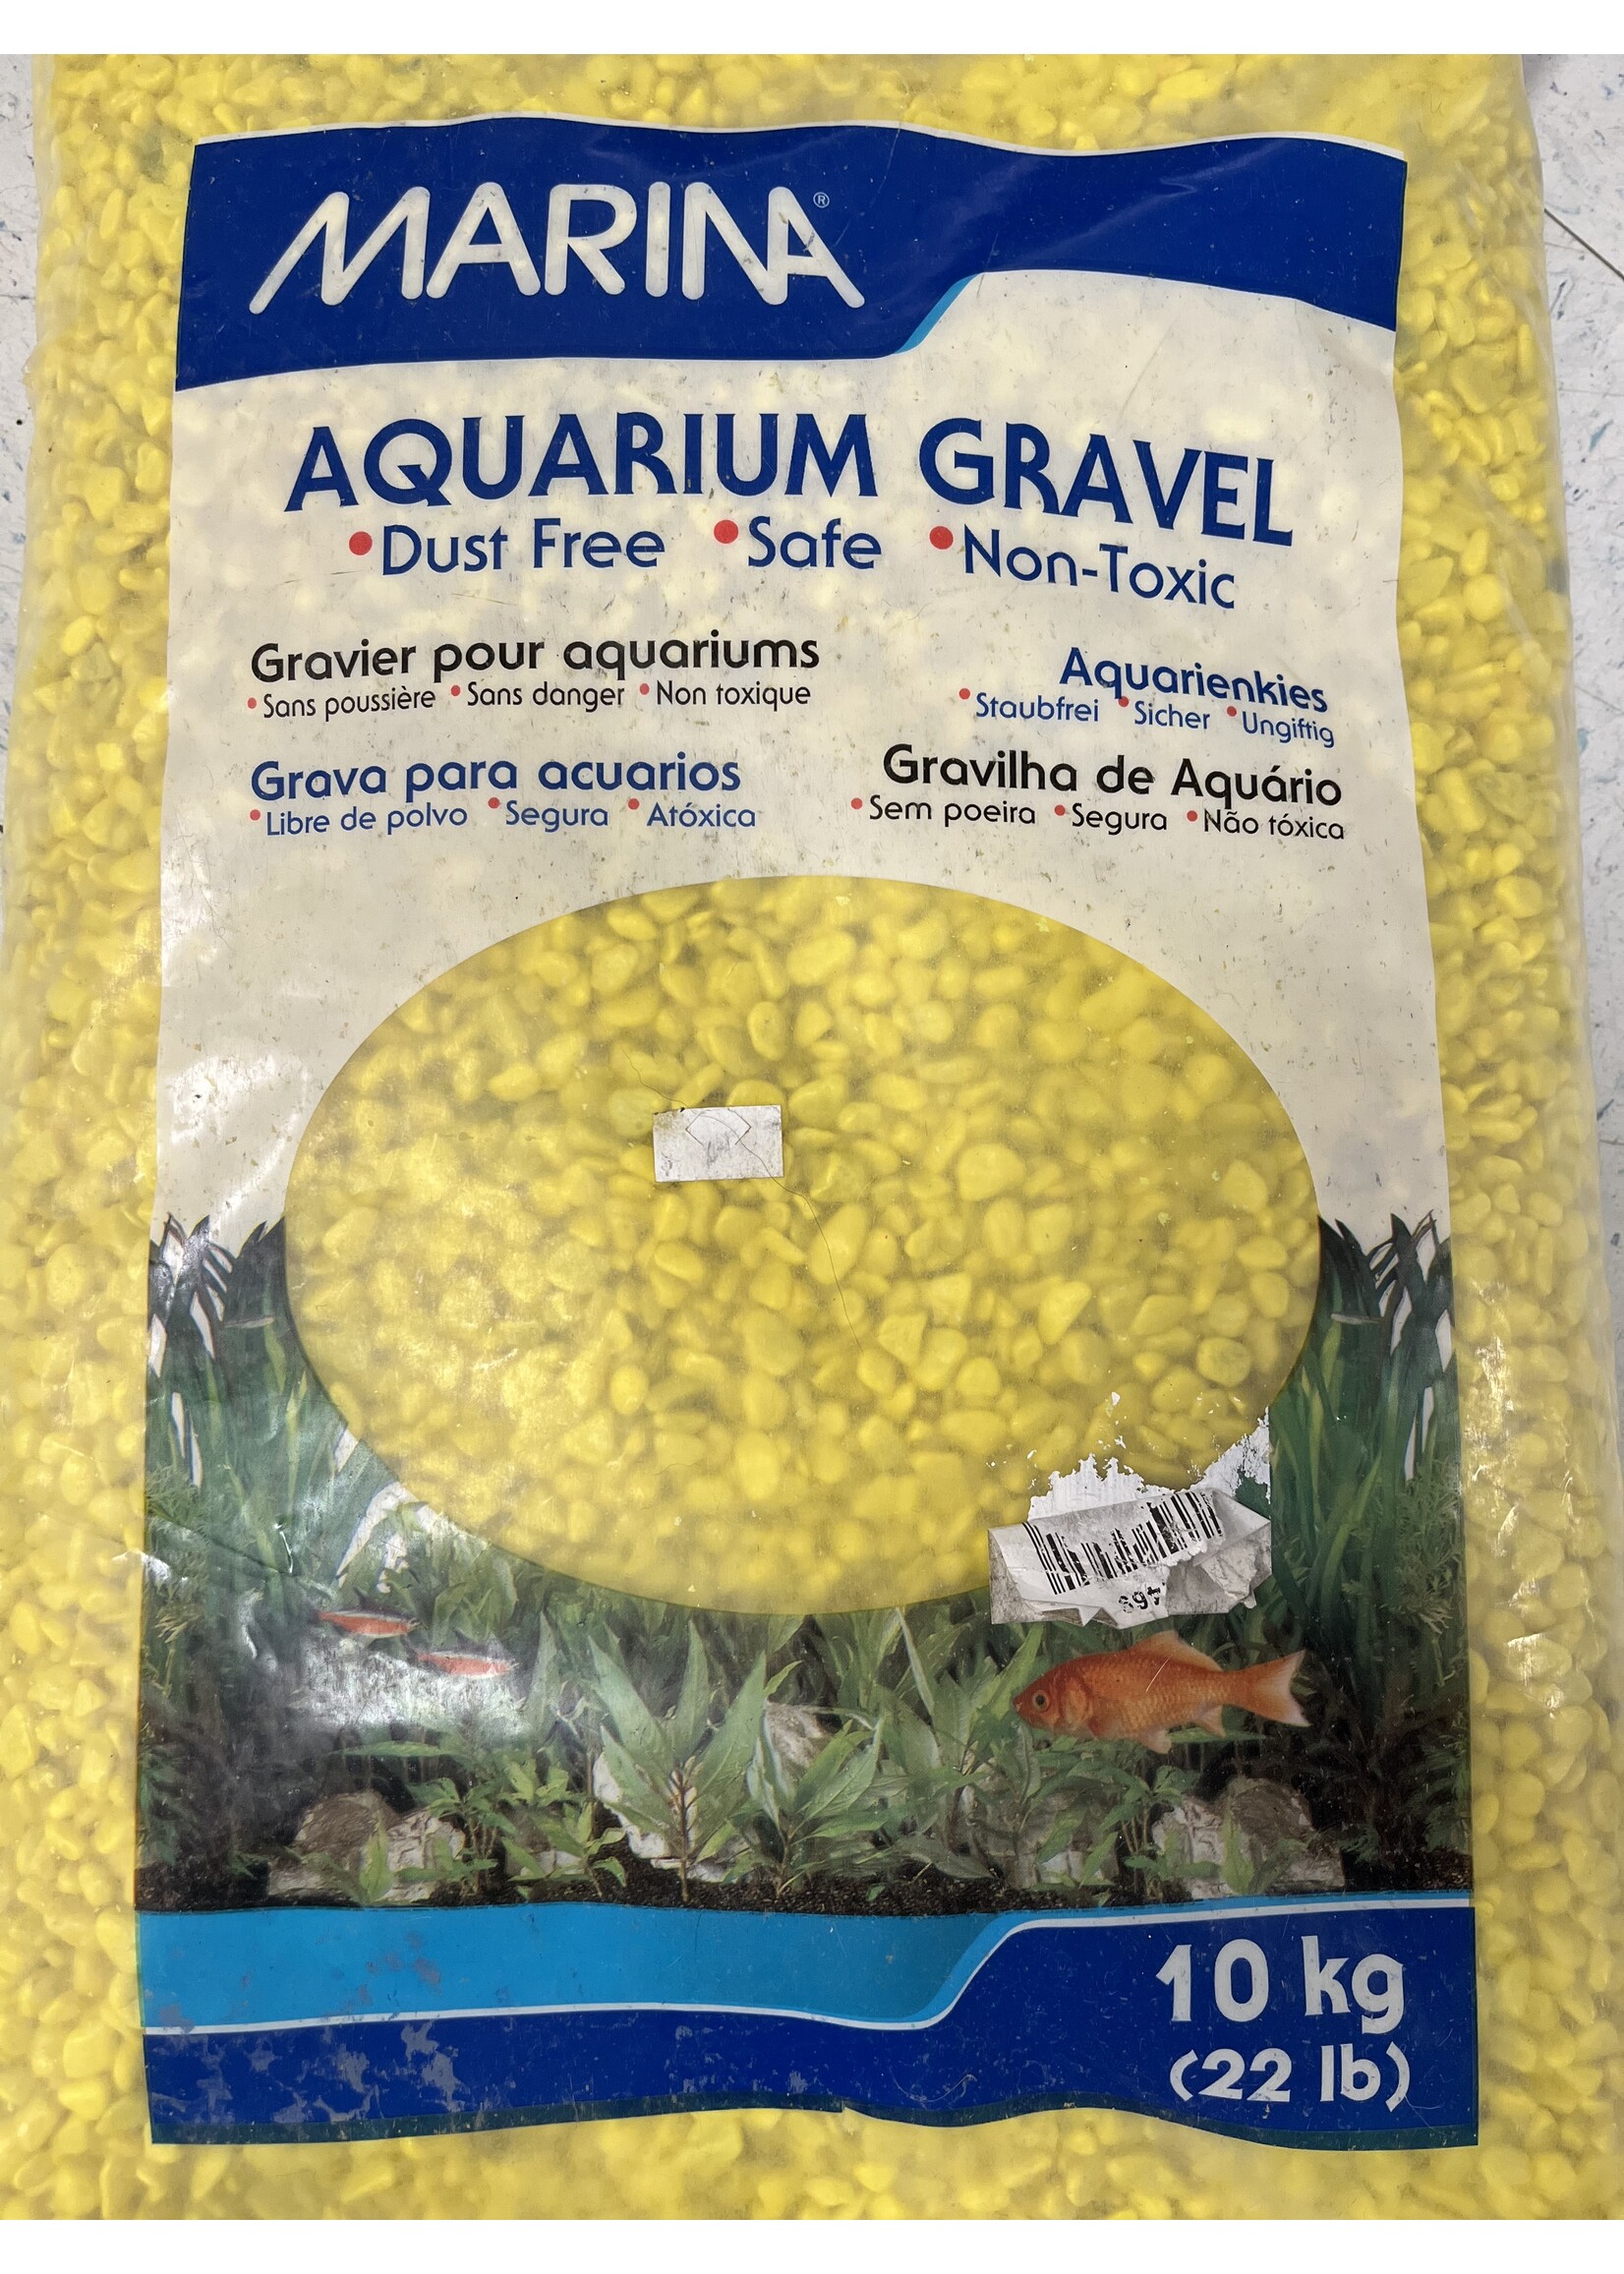 MARINA®
AQUARIUM GRAVEL
•Dust Free •Safe •Non-Toxic
Gravier pour aquariums
•Sans poussière •Sans danger •Non toxique
Aquarienkies
•Staubfrei •Sicher •Ungiftig
Grava para acuarios
•Libre de polvo •Segura •Atóxica
Gravilha de Aquário
•Sem poeira •Segura •Não tóxica
10 kg
(22 lb)